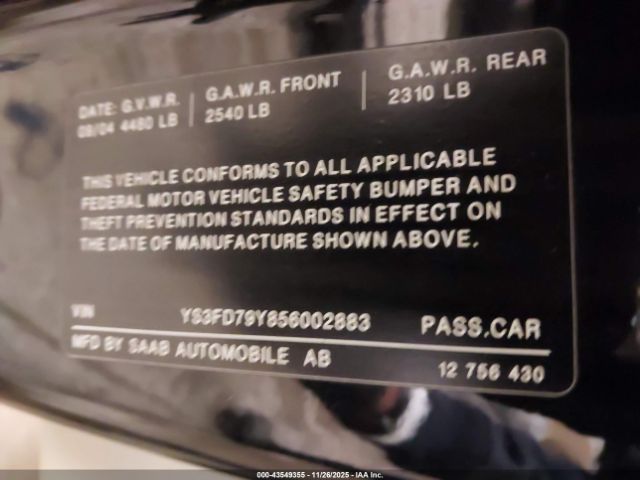 DATE: G.V.W.R. G.A.W.R. FRONT G.A.W.R. REAR
08/04 4480 LB 2540 LB 2310 LB
THIS VEHICLE CONFORMS TO ALL APPLICABLE
FEDERAL MOTOR VEHICLE SAFETY BUMPER AND
THEFT PREVENTION STANDARDS IN EFFECT ON
THE DATE OF MANUFACTURE SHOWN ABOVE.
VIN YS3FD79Y856002883 PASS.CAR
MFD BY SAAB AUTOMOBILE AB 12 756 430
000-43549355 - 11/26/2025 - IAA Inc.